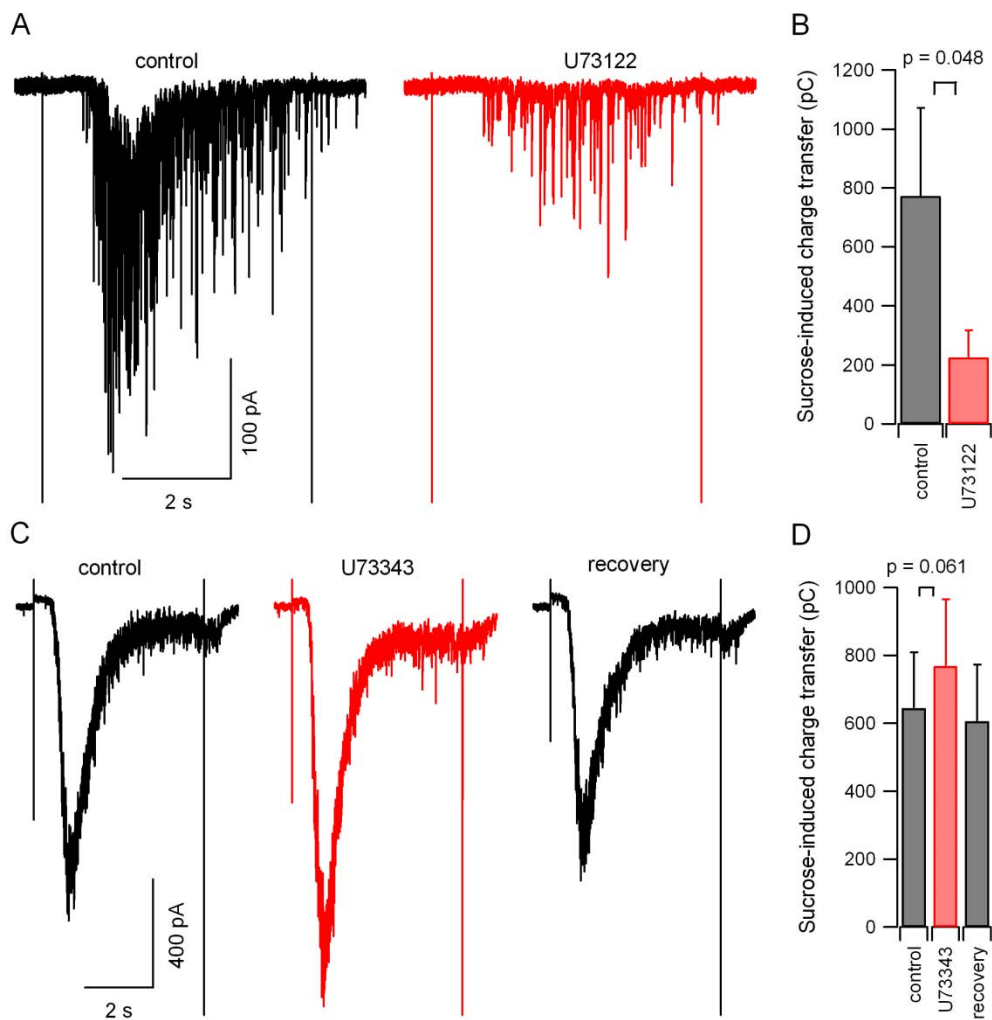 A
control
U73122
100 pA
2 s
B
p = 0.048
Sucrose-induced charge transfer (pC)
1200
1000
800
600
400
200
0
control
U73122
C
control
U73343
recovery
400 pA
2 s
D
p = 0.061
Sucrose-induced charge transfer (pC)
1000
800
600
400
200
0
control
U73343
recovery